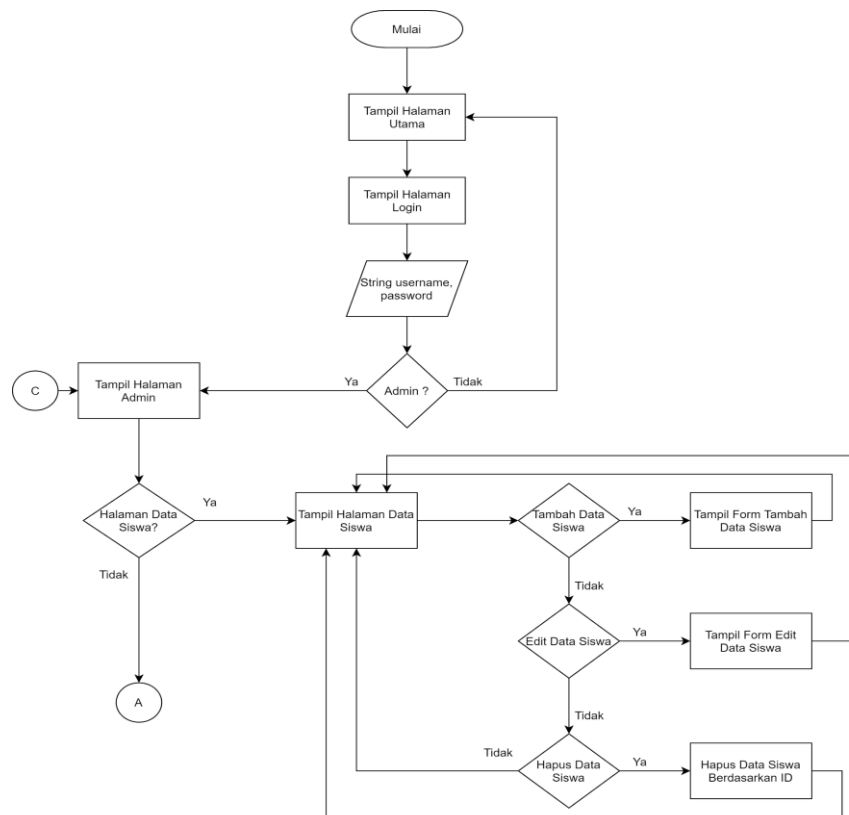 Mulai
Tampil Halaman
Utama
Tampil Halaman
Login
String username,
password
C
Tampil Halaman
Admin
Ya
Admin ?
Tidak
Halaman Data
Siswa?
Ya
Tampil Halaman Data
Siswa
Tambah Data
Siswa
Ya
Tampil Form Tambah
Data Siswa
Tidak
Tidak
Edit Data Siswa
Ya
Tampil Form Edit
Data Siswa
A
Tidak
Tidak
Hapus Data
Siswa
Ya
Hapus Data Siswa
Berdasarkan ID